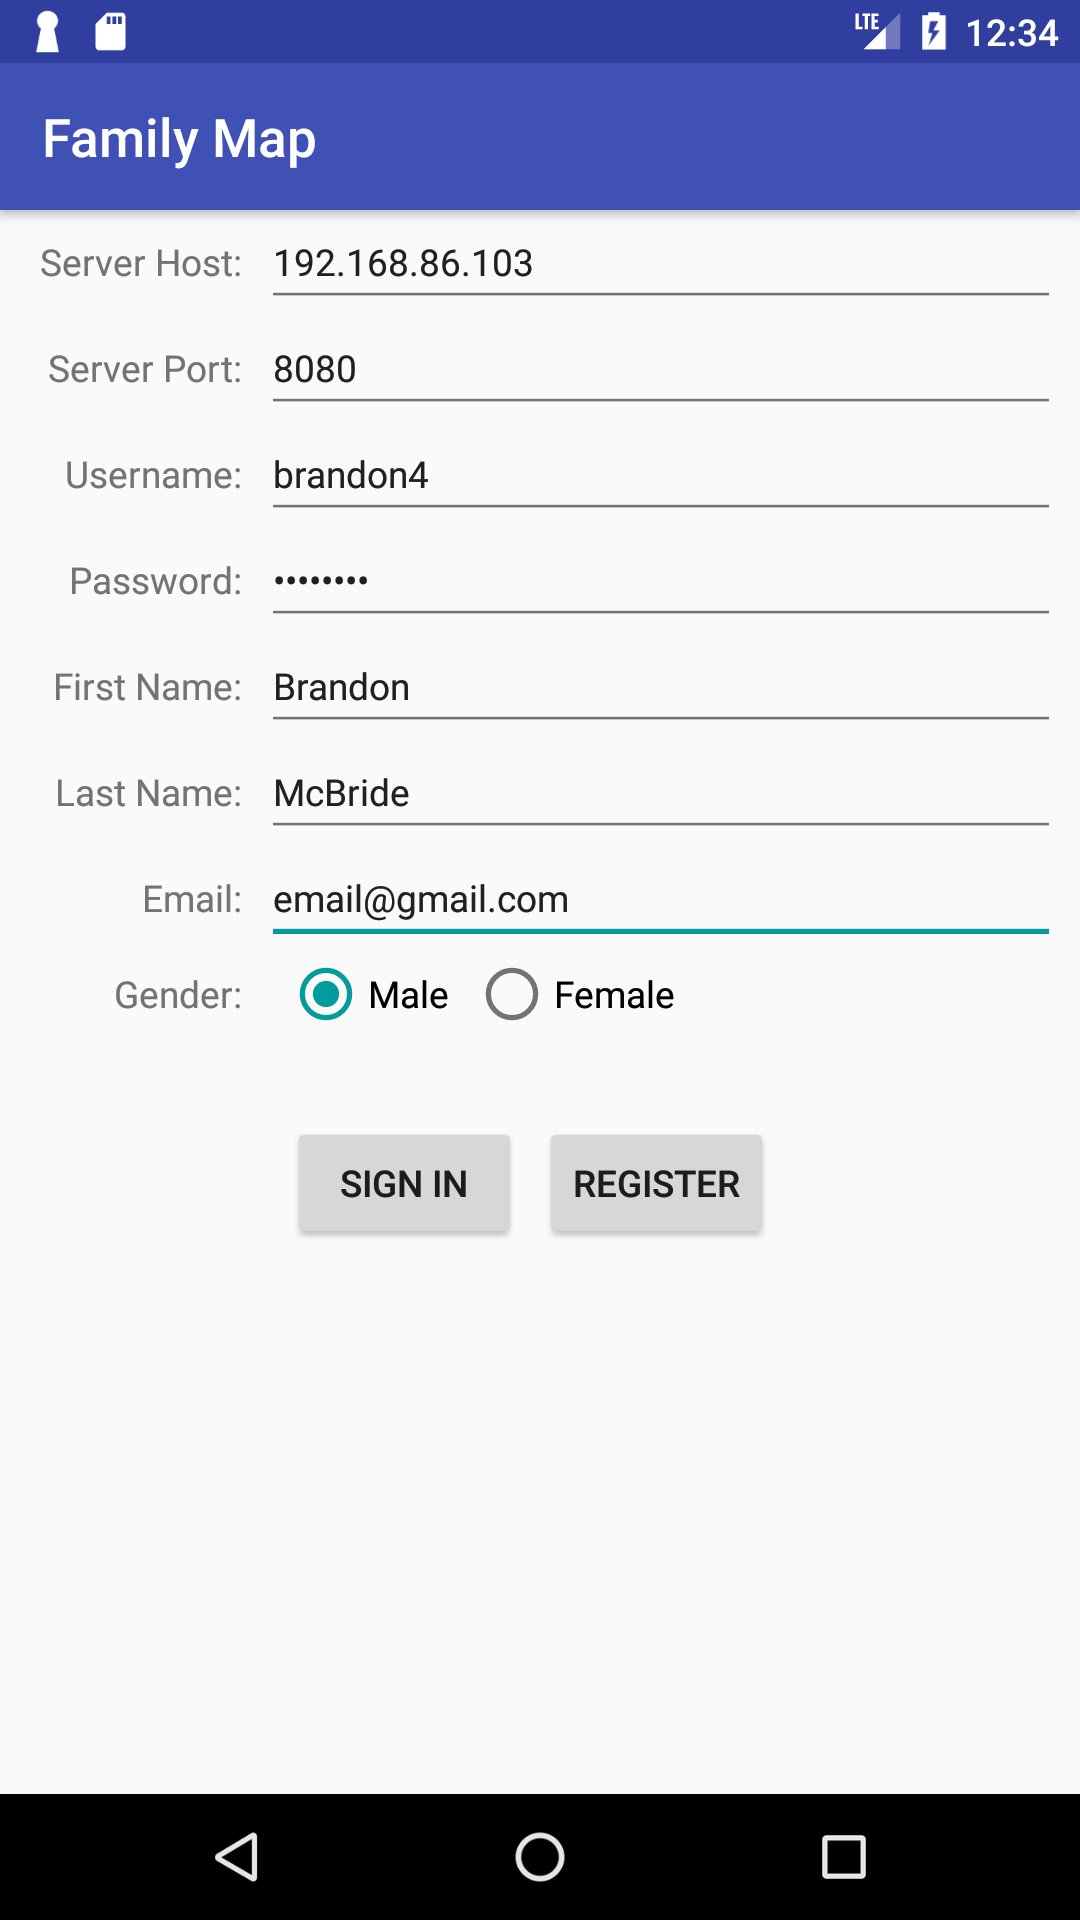 LTE 12:34
Family Map
Server Host: 192.168.86.103
Server Port: 8080
Username: brandon4
Password: ••••••••
First Name: Brandon
Last Name: McBride
Email: email@gmail.com
Gender: Male Female
SIGN IN REGISTER